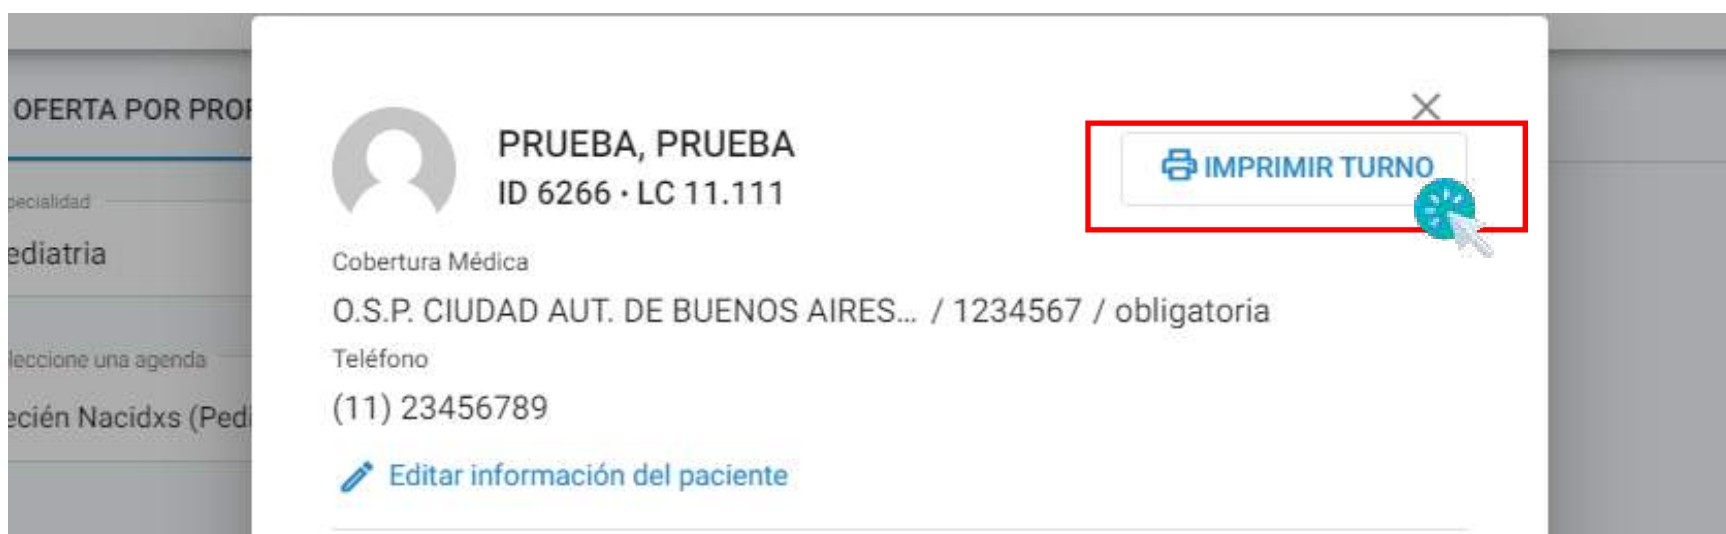 OFERTA POR PROF
PRUEBA, PRUEBA
IMPRIMIR TURNO
ID 6266 · LC 11.111
pecialidad
ediatria
Cobertura Médica
O.S.P. CIUDAD AUT. DE BUENOS AIRES... / 1234567 / obligatoria
leccione una agenda
Teléfono
ecién Nacidxs (Pedi
(11) 23456789
Editar información del paciente